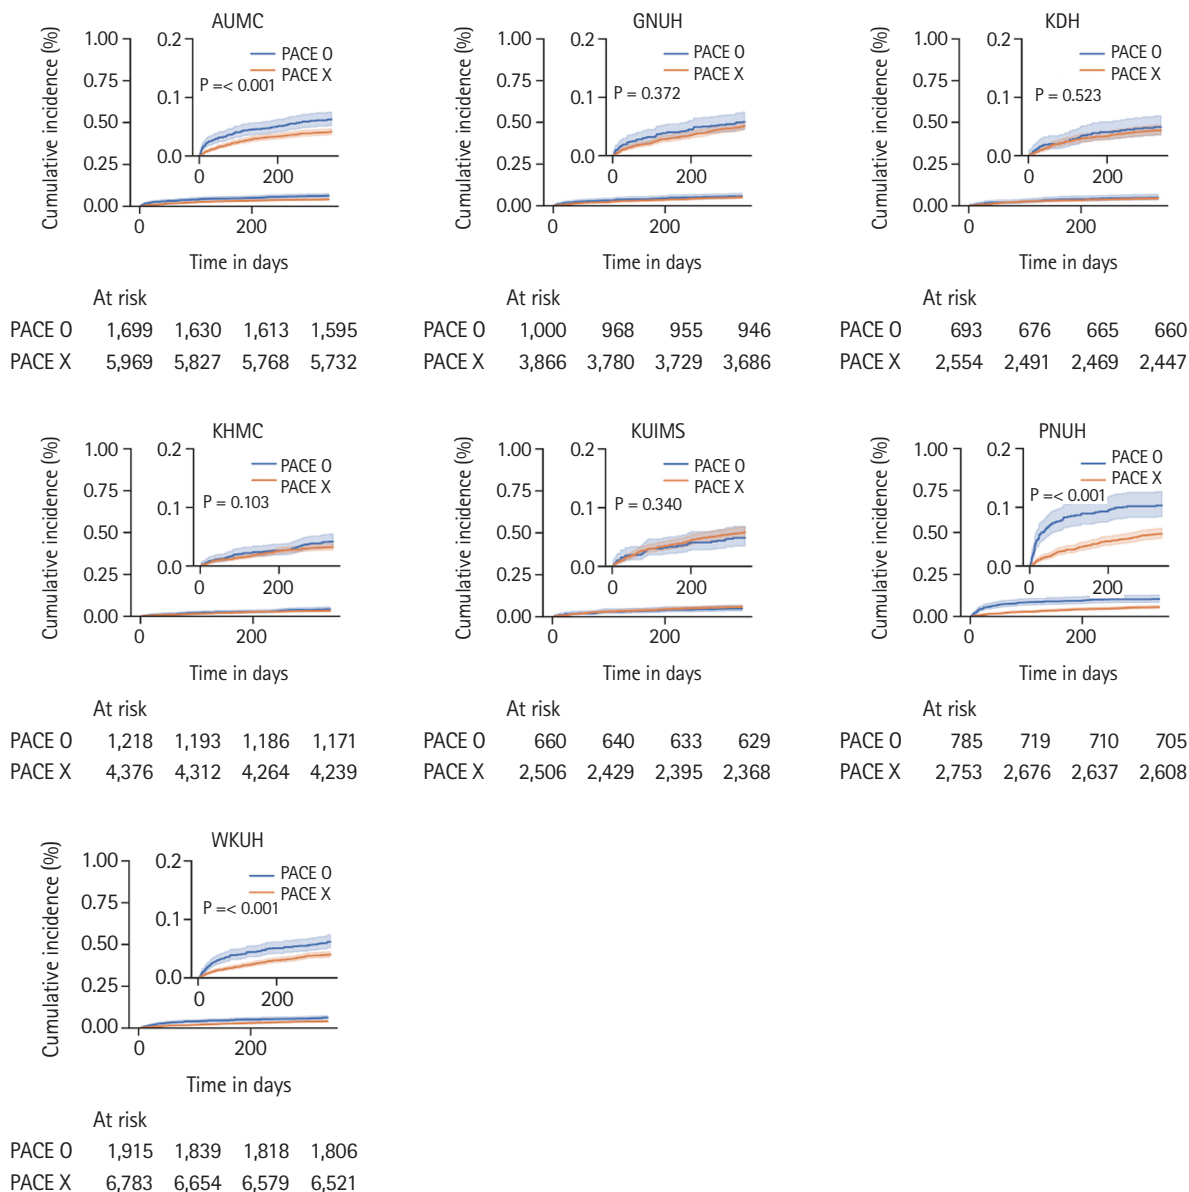 AUMC
Cumulative incidence (%)
1.00
0.75
0.50
0.25
0.00
0.2
0.1
0.0
PACE O
PACE X
P =< 0.001
0 200
0 200
Time in days
At risk
PACE O 1,699 1,630 1,613 1,595
PACE X 5,969 5,827 5,768 5,732
GNUH
Cumulative incidence (%)
1.00
0.75
0.50
0.25
0.00
0.2
0.1
0.0
PACE O
PACE X
P = 0.372
0 200
0 200
Time in days
At risk
PACE O 1,000 968 955 946
PACE X 3,866 3,780 3,729 3,686
KDH
Cumulative incidence (%)
1.00
0.75
0.50
0.25
0.00
0.2
0.1
0.0
PACE O
PACE X
P = 0.523
0 200
0 200
Time in days
At risk
PACE O 693 676 665 660
PACE X 2,554 2,491 2,469 2,447
KHMC
Cumulative incidence (%)
1.00
0.75
0.50
0.25
0.00
0.2
0.1
0.0
PACE O
PACE X
P = 0.103
0 200
0 200
Time in days
At risk
PACE O 1,218 1,193 1,186 1,171
PACE X 4,376 4,312 4,264 4,239
KUIMS
Cumulative incidence (%)
1.00
0.75
0.50
0.25
0.00
0.2
0.1
0.0
PACE O
PACE X
P = 0.340
0 200
0 200
Time in days
At risk
PACE O 660 640 633 629
PACE X 2,506 2,429 2,395 2,368
PNUH
Cumulative incidence (%)
1.00
0.75
0.50
0.25
0.00
0.2
0.1
0.0
PACE O
PACE X
P =< 0.001
0 200
0 200
Time in days
At risk
PACE O 785 719 710 705
PACE X 2,753 2,676 2,637 2,608
WKUH
Cumulative incidence (%)
1.00
0.75
0.50
0.25
0.00
0.2
0.1
0.0
PACE O
PACE X
P =< 0.001
0 200
0 200
Time in days
At risk
PACE O 1,915 1,839 1,818 1,806
PACE X 6,783 6,654 6,579 6,521